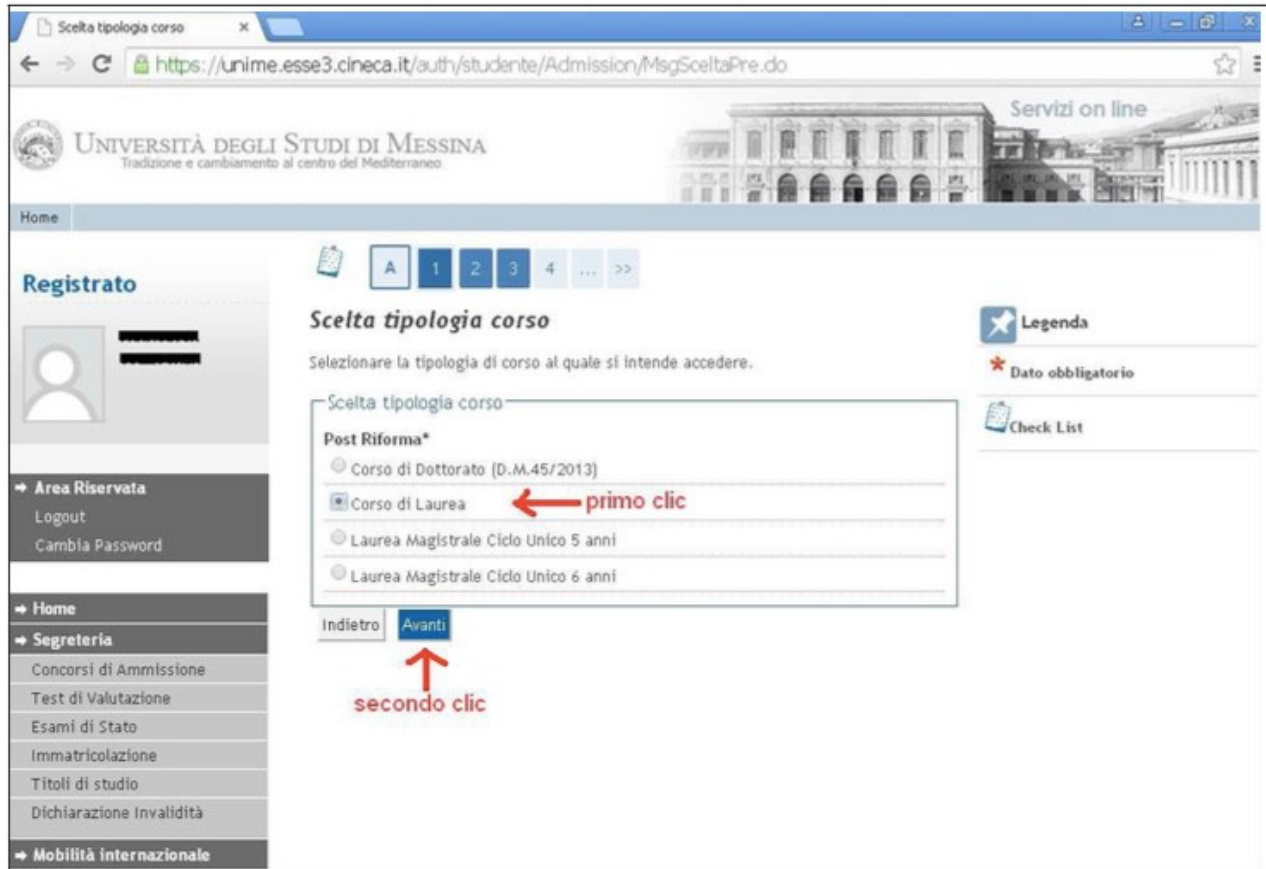 Scelta tipologia corso
https://unime.esse3.cineca.it/auth/studente/Admission/MsgSceltaPre.do
Servizi on line
UNIVERSITÀ DEGLI STUDI DI MESSINA
Tradizione e cambiamento al centro del Mediterraneo
Home
A 1 2 3 4 ... >>
Registrato
Scelta tipologia corso
Selezionare la tipologia di corso al quale si intende accedere.
Scelta tipologia corso
Post Riforma*
Corso di Dottorato (D.M.45/2013)
Corso di Laurea
primo clic
Laurea Magistrale Ciclo Unico 5 anni
Laurea Magistrale Ciclo Unico 6 anni
Indietro Avanti
secondo clic
Legenda
* Dato obbligatorio
Check List
Area Riservata
Logout
Cambia Password
Home
Segreteria
Concorsi di Ammissione
Test di Valutazione
Esami di Stato
Immatricolazione
Titoli di studio
Dichiarazione Invalidità
Mobilità internazionale